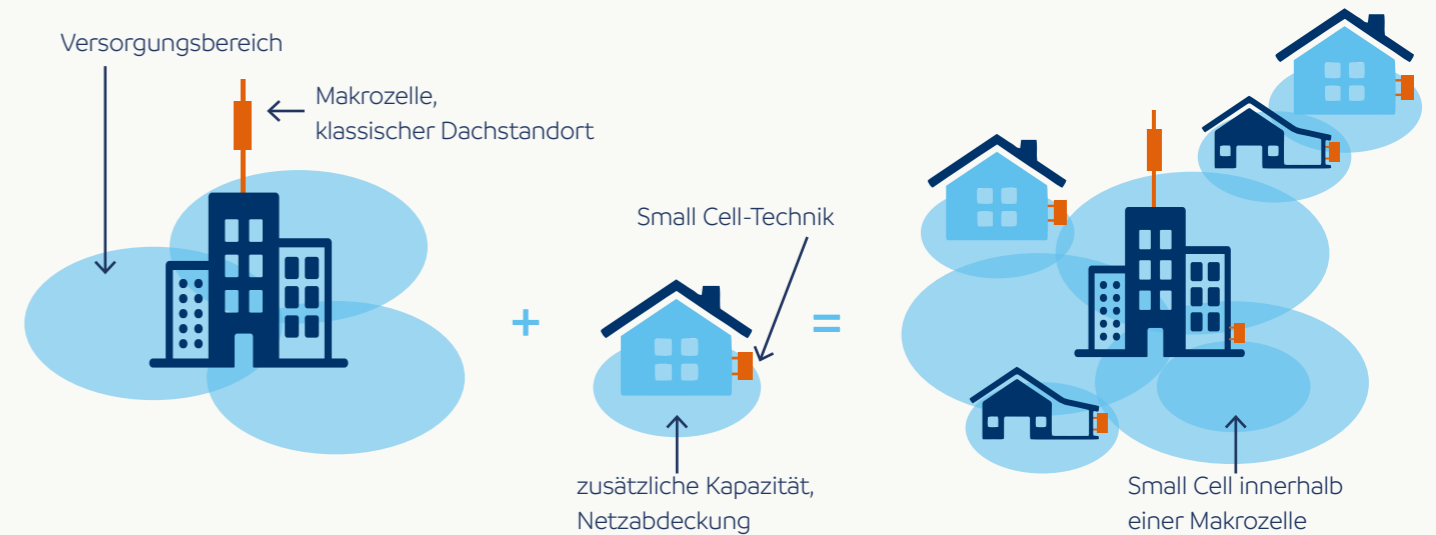 Versorgungsbereich
Makrozelle,
klassischer Dachstandort
+
Small Cell-Technik
=
zusätzliche Kapazität,
Netzabdeckung
Small Cell innerhalb
einer Makrozelle